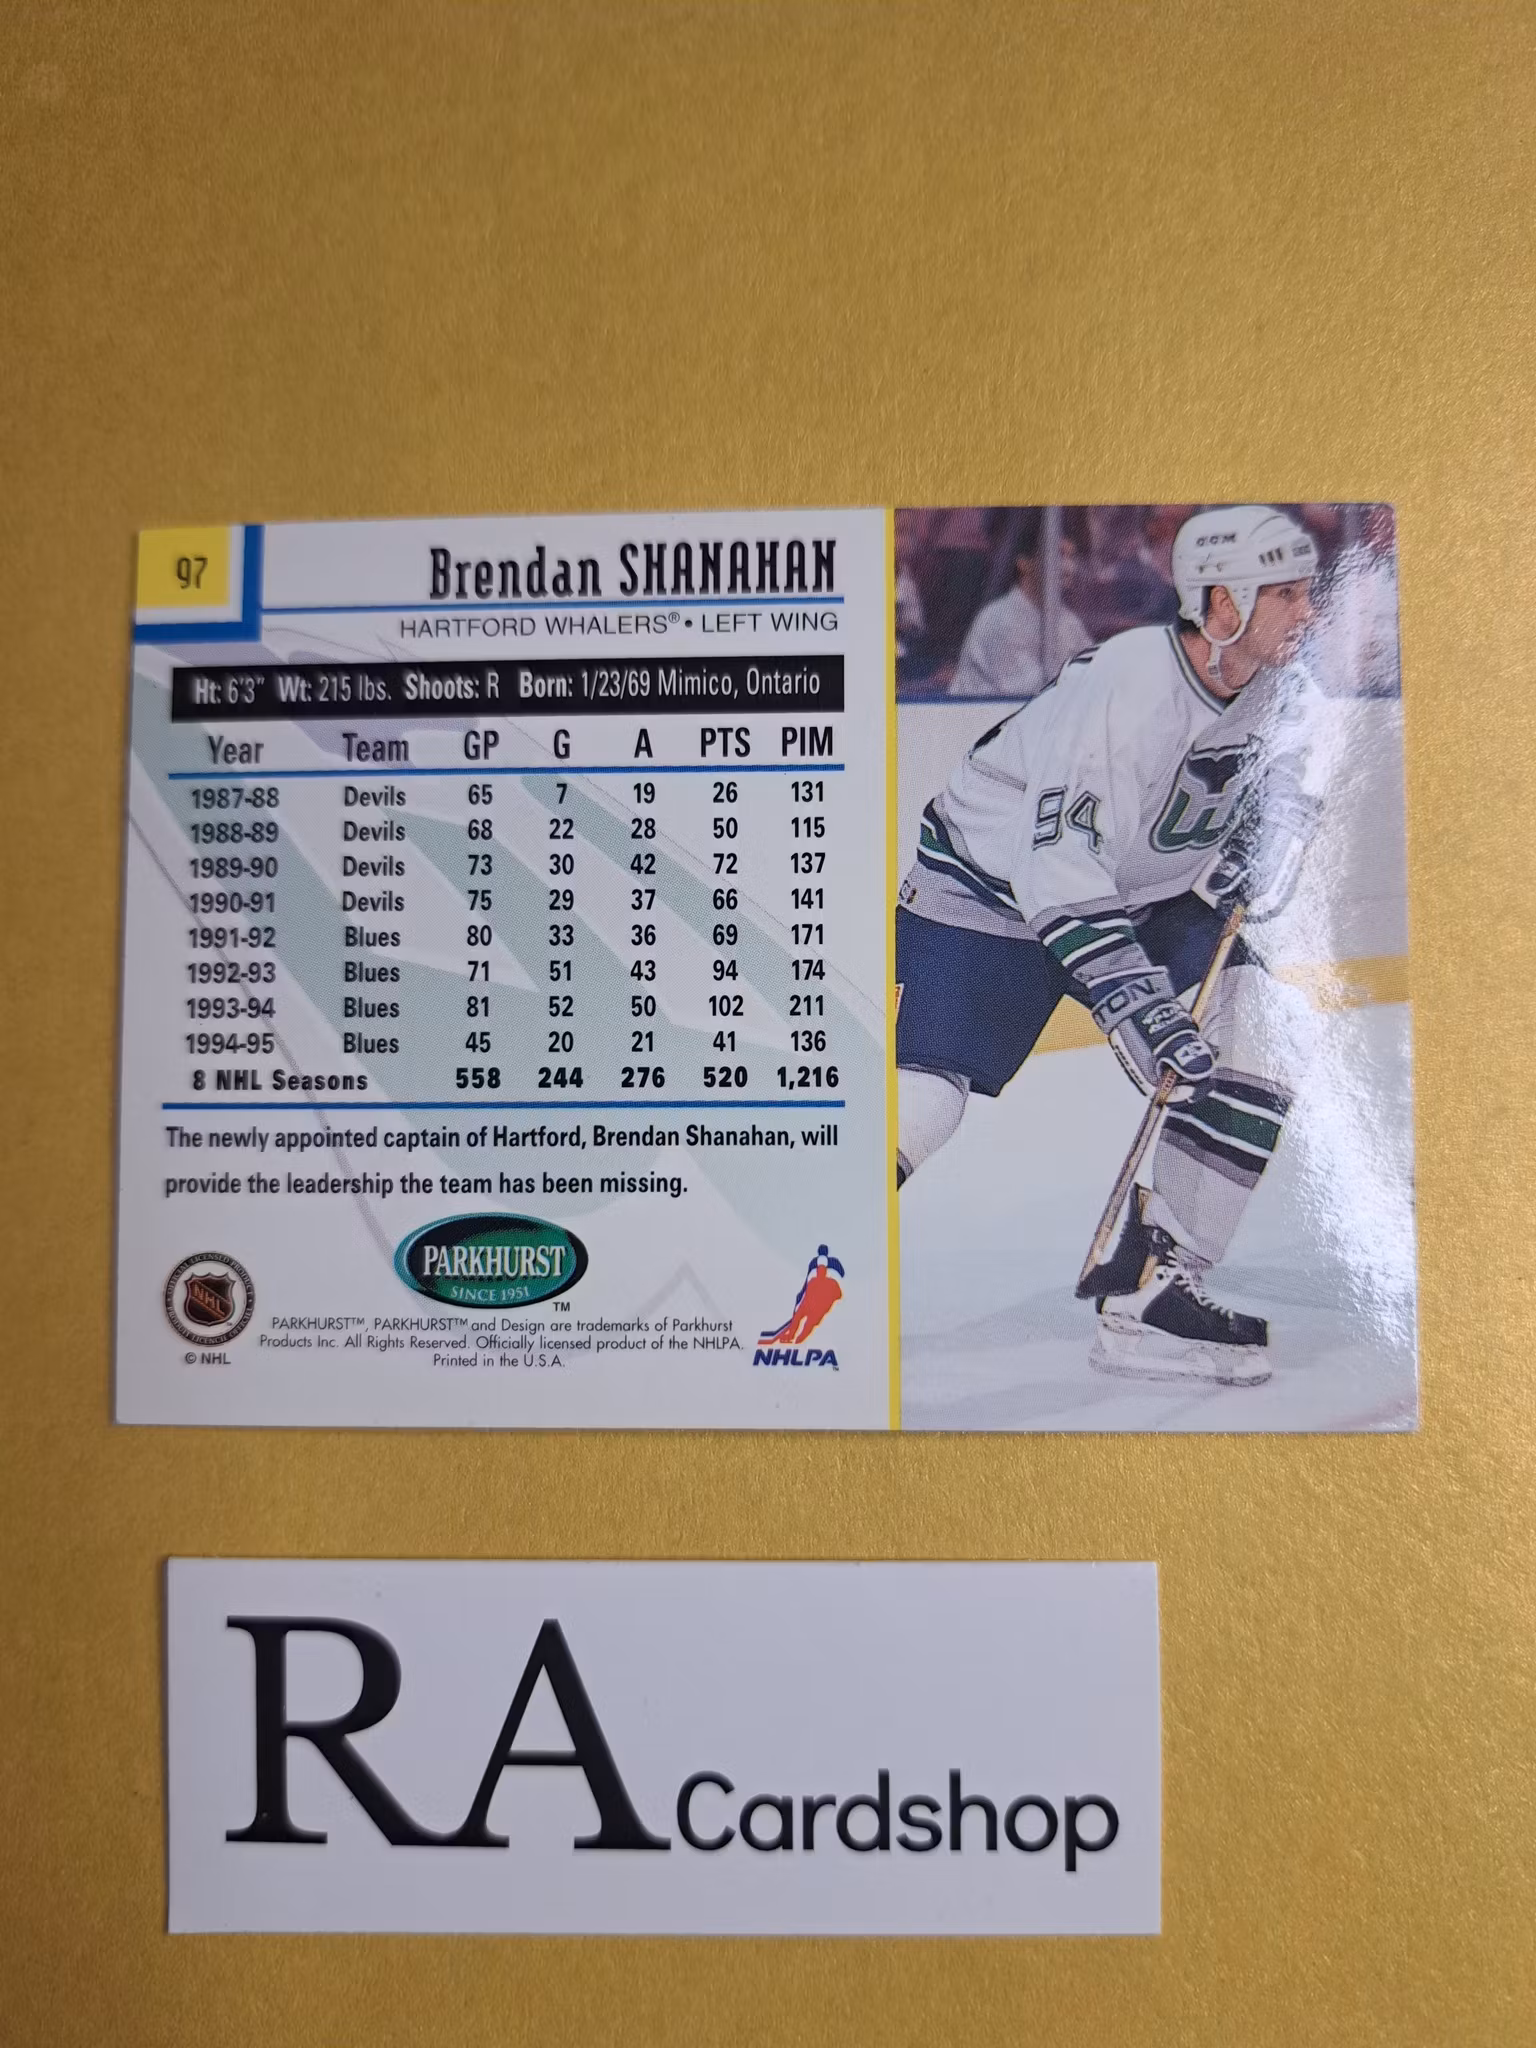 97
Brendan SHANAHAN
HARTFORD WHALERS® • LEFT WING
Ht: 6'3" Wt: 215 lbs. Shoots: R Born: 1/23/69 Mimico, Ontario
Year Team GP G A PTS PIM
1987-88 Devils 65 7 19 26 131
1988-89 Devils 68 22 28 50 115
1989-90 Devils 73 30 42 72 137
1990-91 Devils 75 29 37 66 141
1991-92 Blues 80 33 36 69 171
1992-93 Blues 71 51 43 94 174
1993-94 Blues 81 52 50 102 211
1994-95 Blues 45 20 21 41 136
8 NHL Seasons 558 244 276 520 1,216
The newly appointed captain of Hartford, Brendan Shanahan, will
provide the leadership the team has been missing.
PARKHURST
SINCE 1951
TM
NHL
© NHL
PARKHURST™, PARKHURST™ and Design are trademarks of Parkhurst
Products Inc. All Rights Reserved. Officially licensed product of the NHLPA.
Printed in the U.S.A.
NHLPA
CCM
94
TON
RA Cardshop